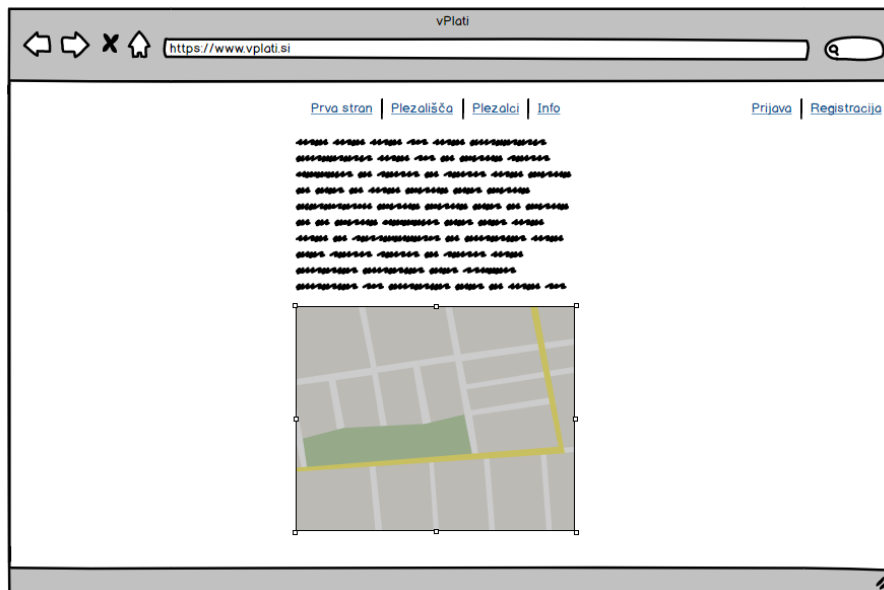 vPlati
https://www.vplati.si
Prva stran Plezališča Plezalci Info Prijava Registracija